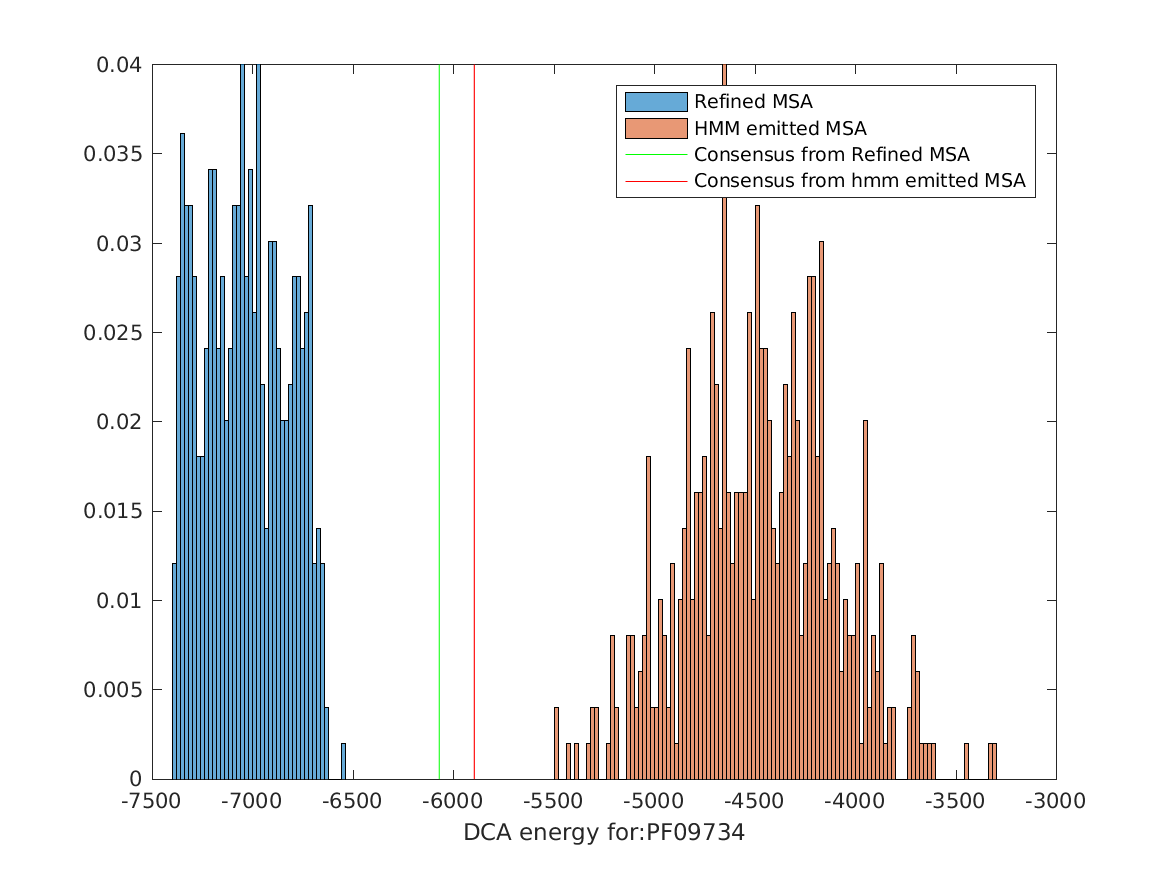 0.04
0.035
0.03
0.025
0.02
0.015
0.01
0.005
0
-7500 -7000 -6500 -6000 -5500 -5000 -4500 -4000 -3500 -3000
DCA energy for:PF09734
Refined MSA
HMM emitted MSA
Consensus from Refined MSA
Consensus from hmm emitted MSA